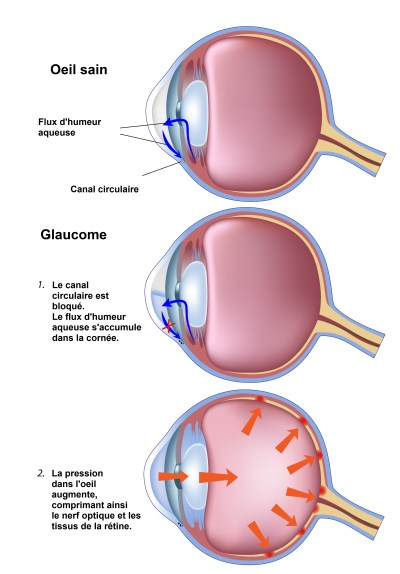 Oeil sain
Flux d'humeur
aqueuse
Canal circulaire
Glaucome
1. Le canal
circulaire est
bloqué.
Le flux d'humeur
aqueuse s'accumule
dans la cornée.
2. La pression
dans l'oeil
augmente,
comprimant ainsi
le nerf optique et les
tissus de la rétine.